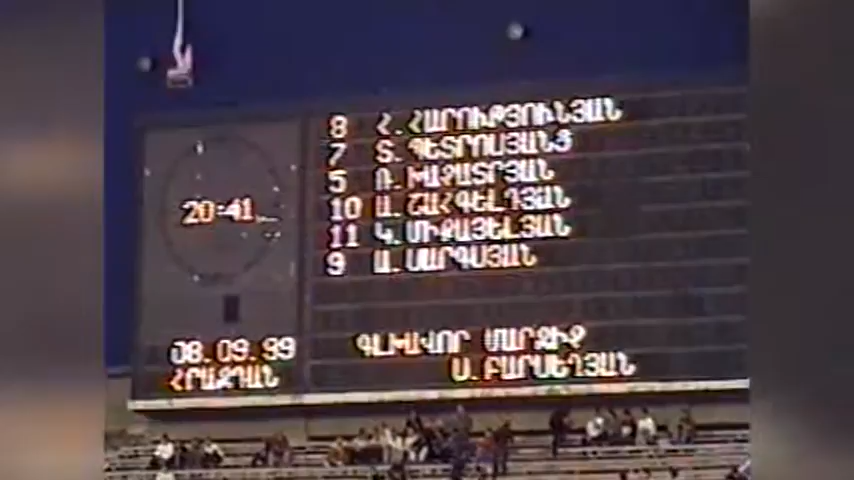 20:41
08.09.99
ՀՐԱԶԴԱՆ
8 Հ.ՀԱՐՈՒԹՅՈՒՆՅԱՆ
7 Տ.ՊԵՏՐՈՍՅԱՆՑ
5 Ռ.ԽԱՉԱՏՐՅԱՆ
10 Ա.ՇԱՀԳԵԼԴՅԱՆ
11 Կ.ՄԻՔԱՅԵԼՅԱՆ
9 Ա.ՍԱՐԳՍՅԱՆ
ԳԼԽԱՎՈՐ ՄԱՐԶԻՉ
Ս.ԲԱՐՍԵՂՅԱՆ